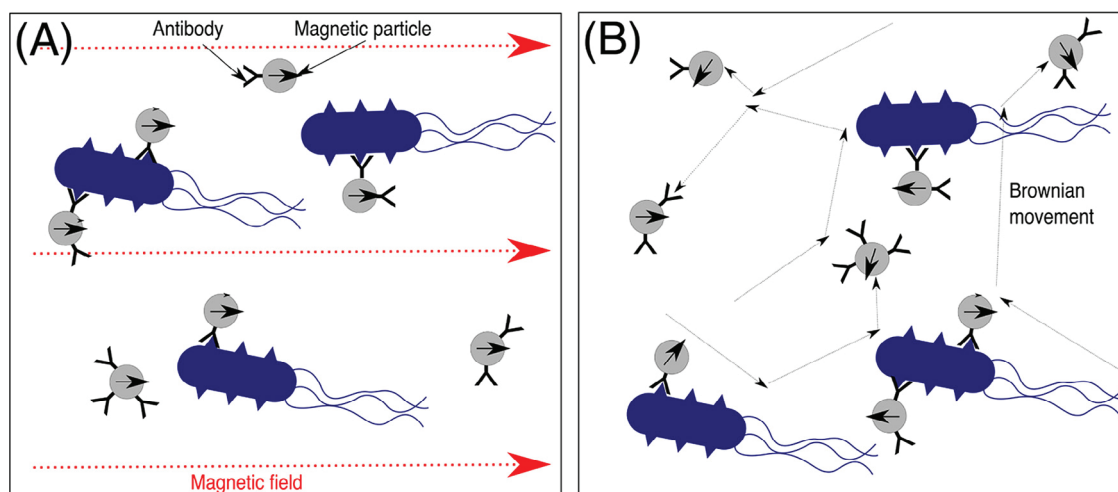 (A)
Antibody
Magnetic particle
Magnetic field
(B)
Brownian
movement